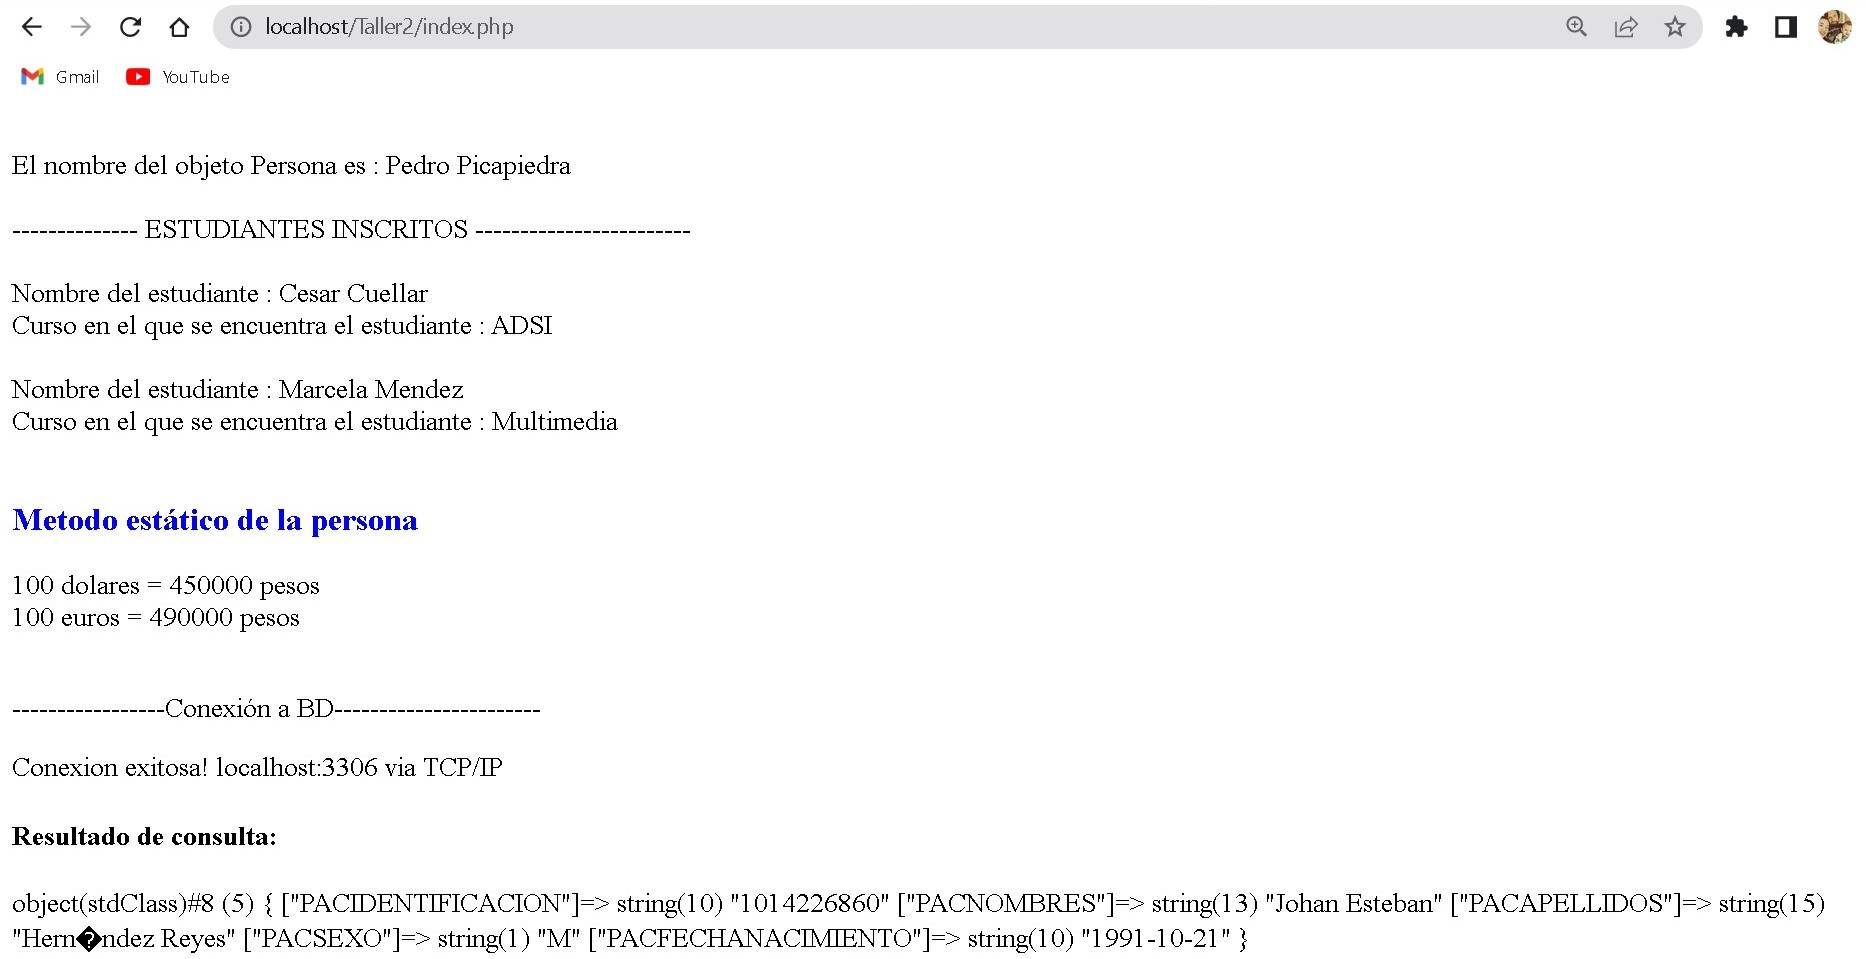 localhost/Taller2/index.php
Gmail YouTube
El nombre del objeto Persona es : Pedro Picapiedra
-------------- ESTUDIANTES INSCRITOS ------------------------
Nombre del estudiante : Cesar Cuellar
Curso en el que se encuentra el estudiante : ADSI
Nombre del estudiante : Marcela Mendez
Curso en el que se encuentra el estudiante : Multimedia
Metodo estático de la persona
100 dolares = 450000 pesos
100 euros = 490000 pesos
-----------------Conexión a BD-----------------------
Conexion exitosa! localhost:3306 via TCP/IP
Resultado de consulta:
object(stdClass)#8 (5) { ["PACIDENTIFICACION"]=> string(10) "1014226860" ["PACNOMBRES"]=> string(13) "Johan Esteban" ["PACAPELLIDOS"]=> string(15)
"Hern�ndez Reyes" ["PACSEXO"]=> string(1) "M" ["PACFECHANACIMIENTO"]=> string(10) "1991-10-21" }